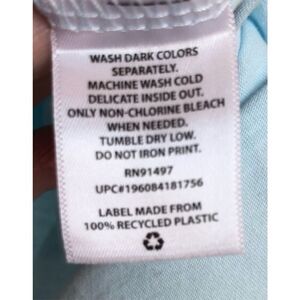 WASH DARK COLORS
SEPARATELY.
MACHINE WASH COLD
DELICATE INSIDE OUT.
ONLY NON-CHLORINE BLEACH
WHEN NEEDED.
TUMBLE DRY LOW.
DO NOT IRON PRINT.
RN91497
UPC#196084181756
LABEL MADE FROM
100% RECYCLED PLASTIC